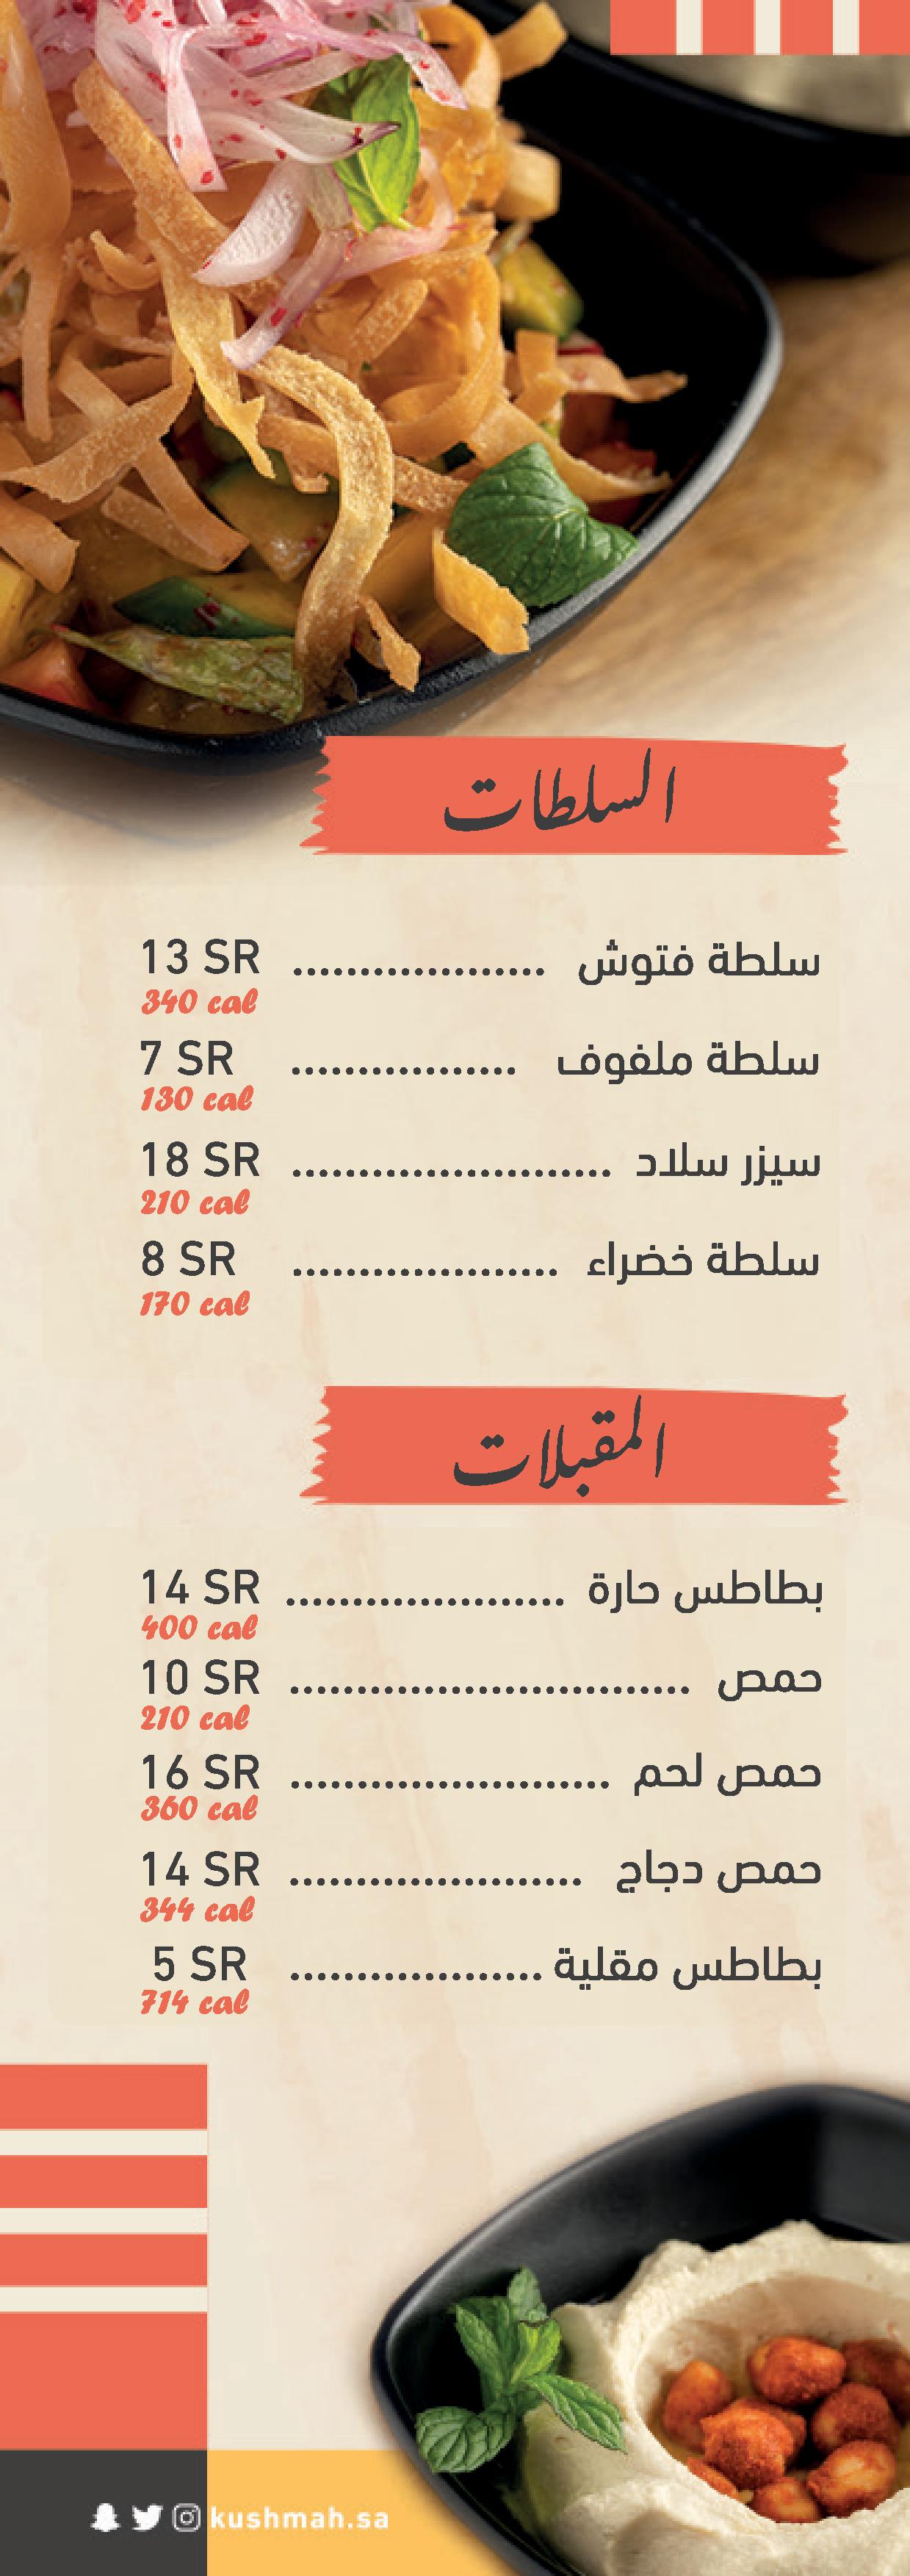 السلطات
سلطة فتوش ................... 13 SR
340 cal
سلطة ملفوف ................. 7 SR
130 cal
سيزر سلاد ........................ 18 SR
210 cal
سلطة خضراء .................... 8 SR
170 cal
المقبلات
بطاطس حارة ..................... 14 SR
400 cal
حمص .............................. 10 SR
210 cal
حمص لحم ........................ 16 SR
360 cal
حمص دجاج ...................... 14 SR
344 cal
بطاطس مقلية ................... 5 SR
714 cal
kushmah.sa